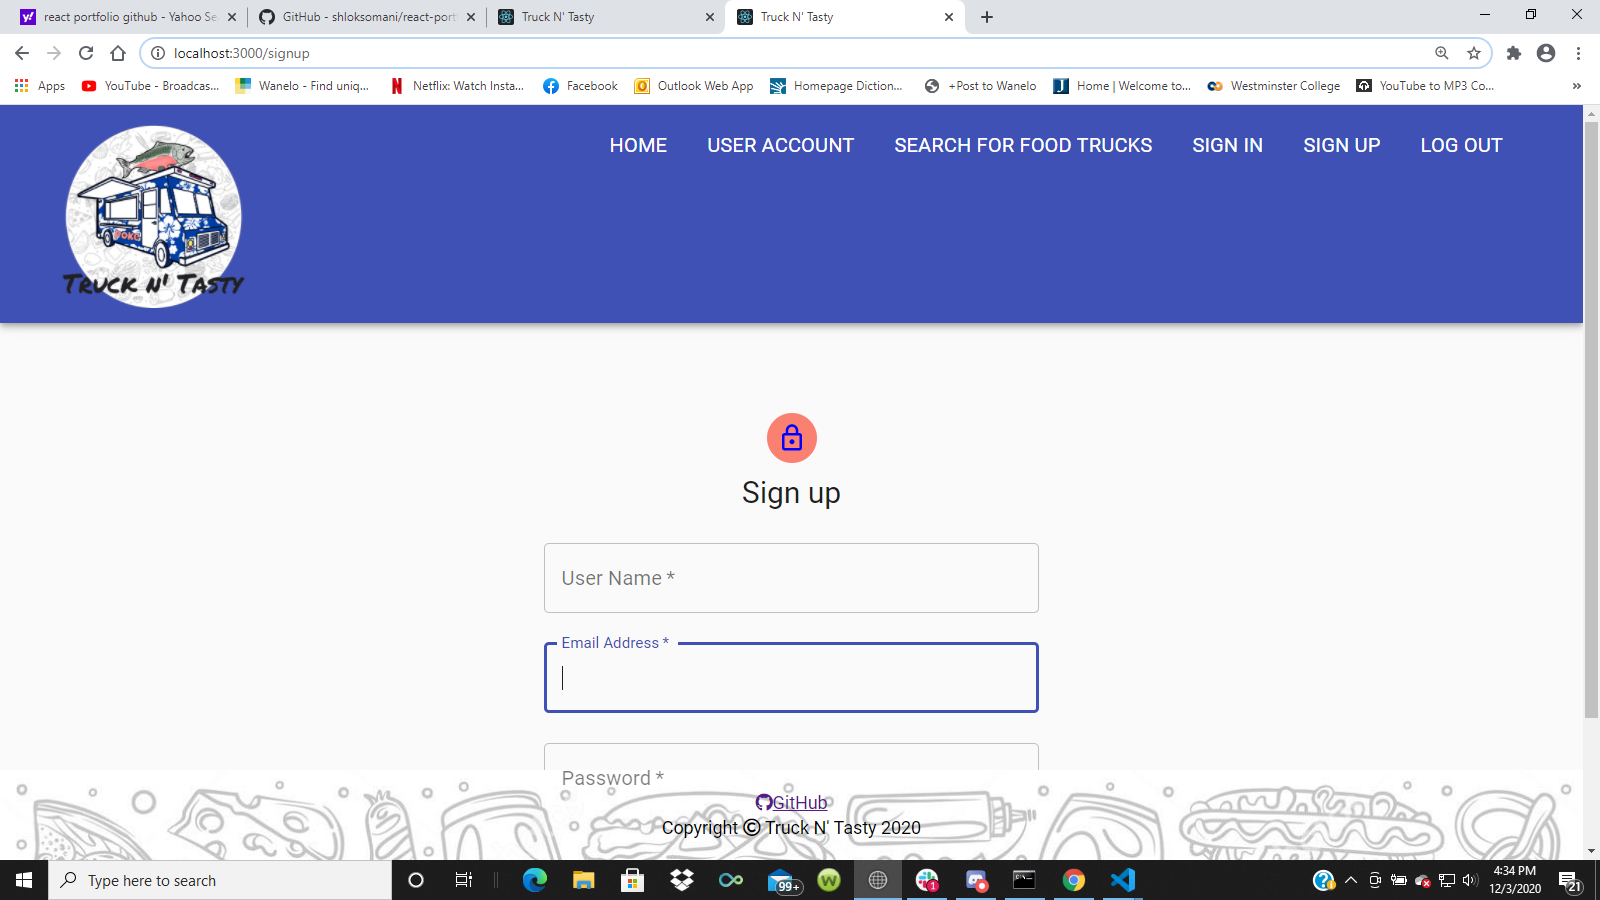 react portfolio github - Yahoo Se
GitHub - shloksomani/react-port
Truck N' Tasty
Truck N' Tasty
localhost:3000/signup
Apps
YouTube - Broadcas...
Wanelo - Find uniq...
Netflix: Watch Insta...
Facebook
Outlook Web App
Homepage Diction...
+Post to Wanelo
Home | Welcome to...
Westminster College
YouTube to MP3 Co...
»
HOME
USER ACCOUNT
SEARCH FOR FOOD TRUCKS
SIGN IN
SIGN UP
LOG OUT
POKE
TRUCK N' TASTY
Sign up
User Name *
Email Address *
Password *
GitHub
Copyright © Truck N' Tasty 2020
Type here to search
99+
1
4:34 PM
12/3/2020
21